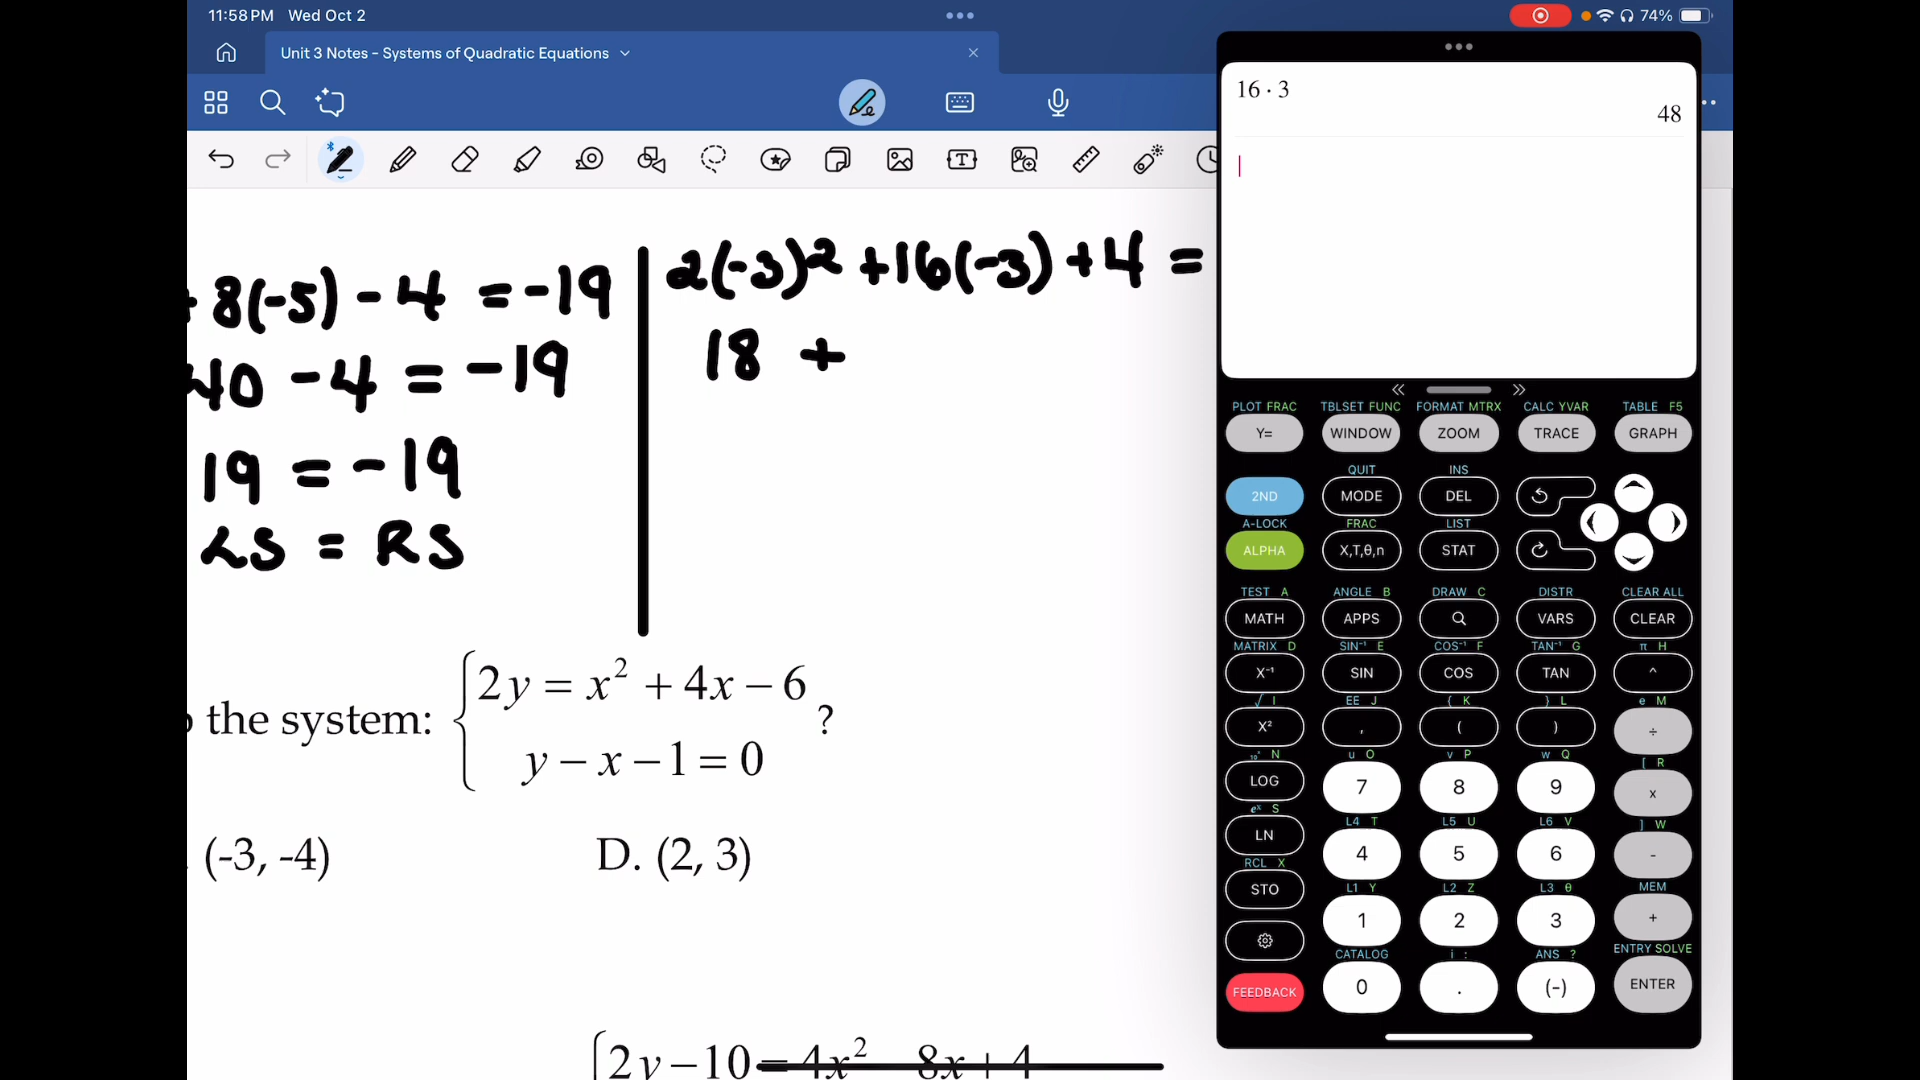 11:58 PM Wed Oct 2
74%
Unit 3 Notes - Systems of Quadratic Equations
+ 8(-5) - 4 = -19
40 - 4 = -19
19 = -19
LS = RS
2(-3)² + 16(-3) + 4 =
18 +
the system: { 2y = x² + 4x − 6
y − x − 1 = 0 ?
(-3, -4)
D. (2, 3)
2y − 10 = 4x² 8x + 4
16 · 3
48
PLOT FRAC TBLSET FUNC FORMAT MTRX CALC YVAR TABLE F5
Y= WINDOW ZOOM TRACE GRAPH
QUIT INS
2ND MODE DEL
A-LOCK FRAC LIST
ALPHA X,T,θ,n STAT
TEST A ANGLE B DRAW C DISTR CLEAR ALL
MATH APPS VARS CLEAR
MATRIX D SIN⁻¹ E COS⁻¹ F TAN⁻¹ G π H
X⁻¹ SIN COS TAN ^
√ I EE J { K } L e M
X² , ( ) ÷
10ˣ N u O v P w Q [ R
LOG 7 8 9 x
eˣ S L4 T L5 U L6 V ] W
LN 4 5 6 -
RCL X L1 Y L2 Z L3 θ MEM
STO 1 2 3 +
CATALOG i : ANS ? ENTRY SOLVE
FEEDBACK 0 . (-) ENTER